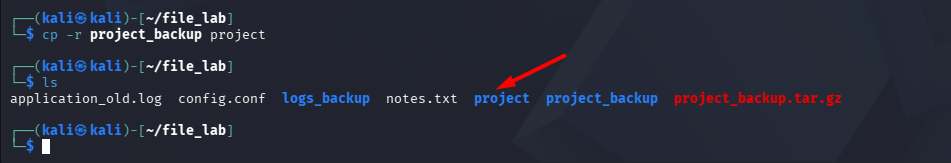 ┌──(kali㉿kali)-[~/file_lab]
└─$ cp -r project_backup project
┌──(kali㉿kali)-[~/file_lab]
└─$ ls
application_old.log  config.conf  logs_backup  notes.txt  project  project_backup  project_backup.tar.gz
┌──(kali㉿kali)-[~/file_lab]
└─$